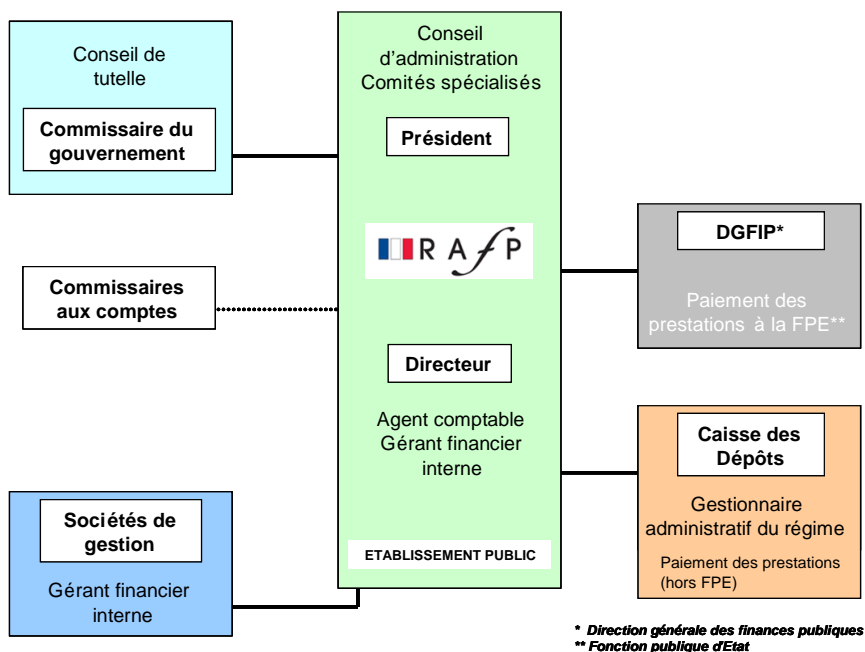 Conseil de
tutelle
Commissaire du
gouvernement
Commissaires
aux comptes
Sociétés de
gestion
Gérant financier
interne
Conseil
d'administration
Comités spécialisés
Président
RAfP
Directeur
Agent comptable
Gérant financier
interne
ETABLISSEMENT PUBLIC
DGFIP*
Paiement des
prestations à la FPE**
Caisse des
Dépôts
Gestionnaire
administratif du régime
Paiement des prestations
(hors FPE)
* Direction générale des finances publiques
** Fonction publique d'Etat